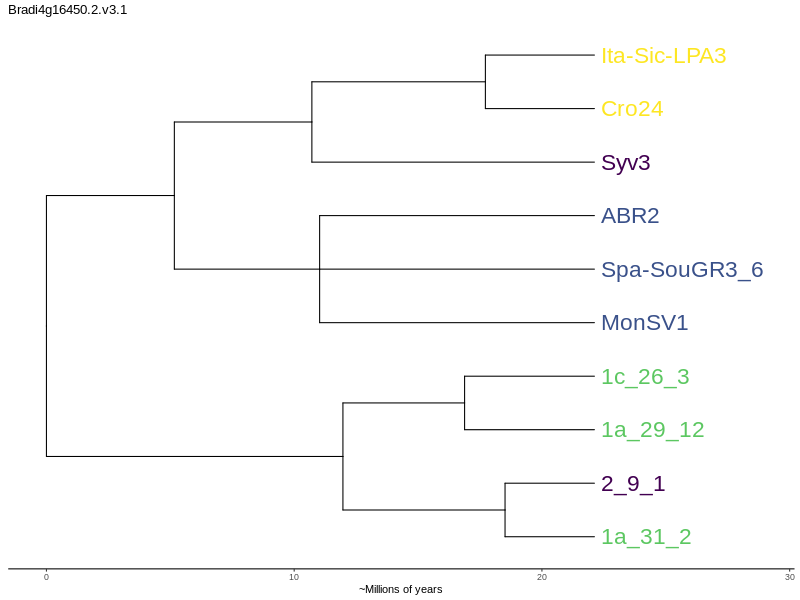 Bradi4g16450.2.v3.1
Ita-Sic-LPA3
Cro24
Syv3
ABR2
Spa-SouGR3_6
MonSV1
1c_26_3
1a_29_12
2_9_1
1a_31_2
0 10 20 30
~Millions of years